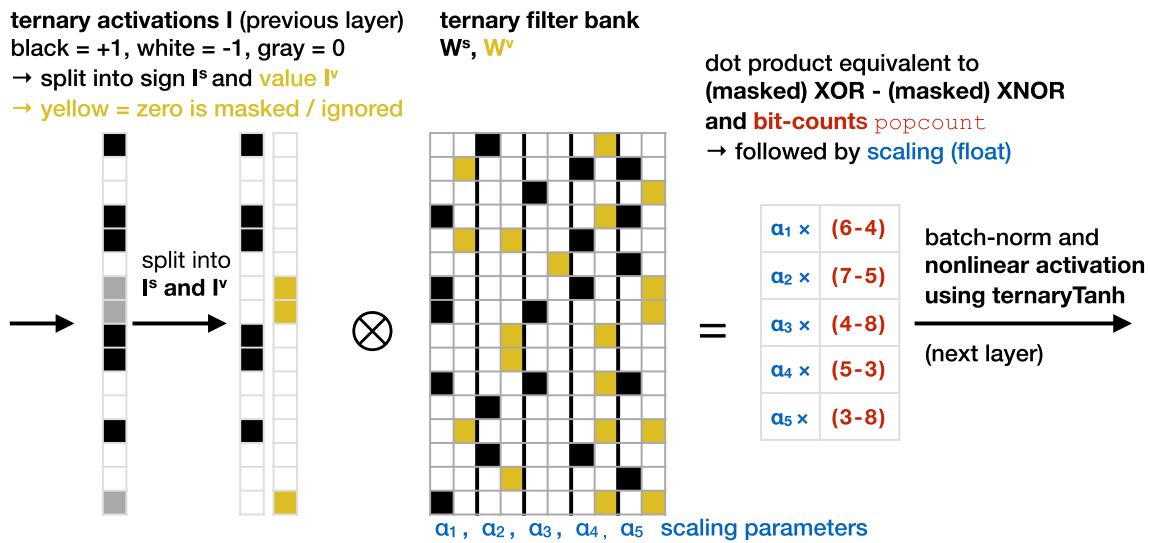 ternary activations I (previous layer)
black = +1, white = -1, gray = 0
→ split into sign Iˢ and value Iᵛ
→ yellow = zero is masked / ignored
ternary filter bank
Wˢ, Wᵛ
dot product equivalent to
(masked) XOR - (masked) XNOR
and bit-counts popcount
→ followed by scaling (float)
split into
Iˢ and Iᵛ
=
α₁ × (6-4)
α₂ × (7-5)
α₃ × (4-8)
α₄ × (5-3)
α₅ × (3-8)
batch-norm and
nonlinear activation
using ternaryTanh
(next layer)
α₁ , α₂ , α₃ , α₄ , α₅ scaling parameters